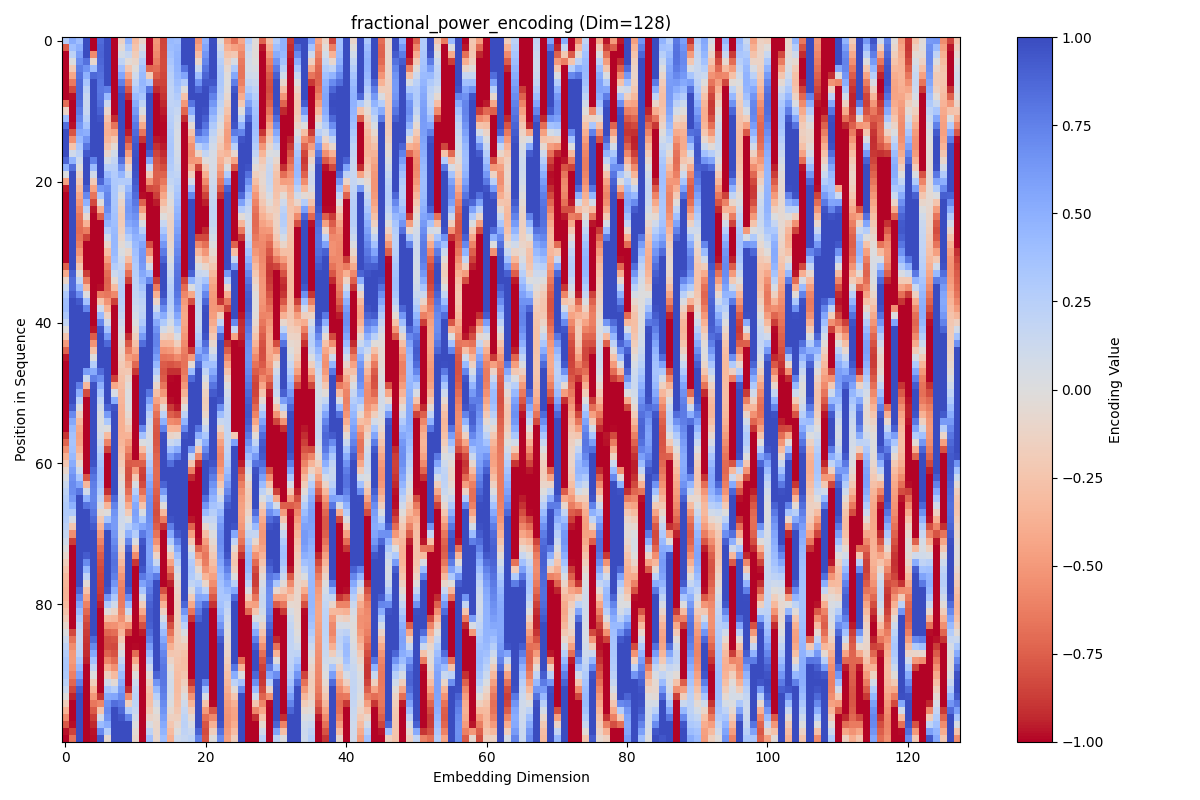 fractional_power_encoding (Dim=128)
0
20
40
60
80
Position in Sequence
0 20 40 60 80 100 120
Embedding Dimension
1.00
0.75
0.50
0.25
0.00
−0.25
−0.50
−0.75
−1.00
Encoding Value